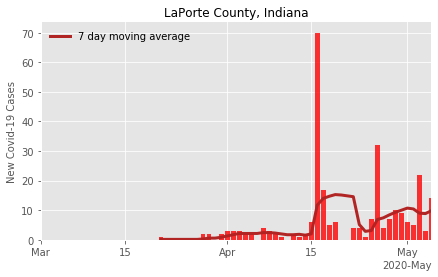 LaPorte County, Indiana
7 day moving average
New Covid-19 Cases
70
60
50
40
30
20
10
0
Mar
15
Apr
15
May
2020-May